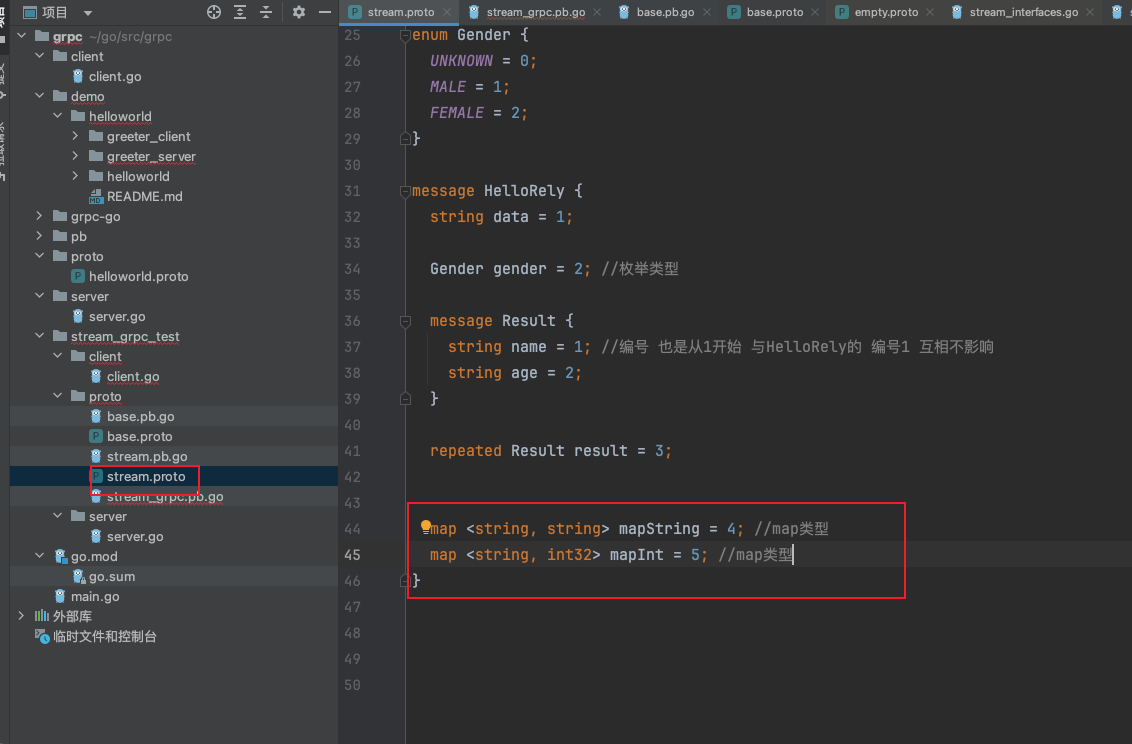 项目
stream.proto
stream_grpc.pb.go
base.pb.go
base.proto
empty.proto
stream_interfaces.go
grpc ~/go/src/grpc
client
client.go
demo
helloworld
greeter_client
greeter_server
helloworld
README.md
grpc-go
pb
proto
helloworld.proto
server
server.go
stream_grpc_test
client
client.go
proto
base.pb.go
base.proto
stream.pb.go
stream.proto
stream_grpc.pb.go
server
server.go
go.mod
go.sum
main.go
外部库
临时文件和控制台
25 enum Gender {
26 UNKNOWN = 0;
27 MALE = 1;
28 FEMALE = 2;
29 }
30
31 message HelloRely {
32 string data = 1;
33
34 Gender gender = 2; //枚举类型
35
36 message Result {
37 string name = 1; //编号 也是从1开始 与HelloRely的 编号1 互相不影响
38 string age = 2;
39 }
40
41 repeated Result result = 3;
42
43
44 map <string, string> mapString = 4; //map类型
45 map <string, int32> mapInt = 5; //map类型
46 }
47
48
49
50